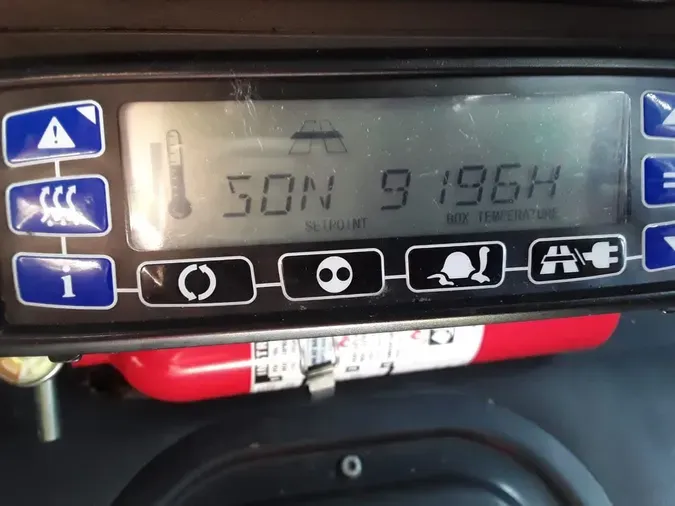 SON 9196H
SETPOINT BOX TEMPERATURE
i